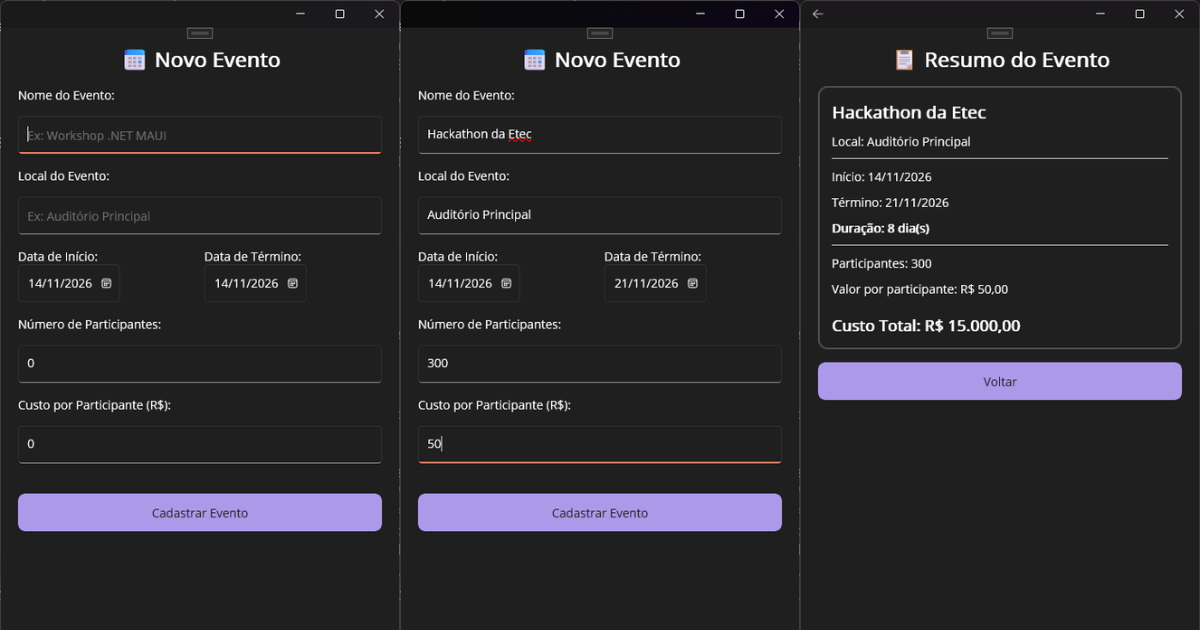 Novo Evento
Nome do Evento:
Ex: Workshop .NET MAUI
Local do Evento:
Ex: Auditório Principal
Data de Início: Data de Término:
14/11/2026 14/11/2026
Número de Participantes:
0
Custo por Participante (R$):
0
Cadastrar Evento
Novo Evento
Nome do Evento:
Hackathon da Etec
Local do Evento:
Auditório Principal
Data de Início: Data de Término:
14/11/2026 21/11/2026
Número de Participantes:
300
Custo por Participante (R$):
50
Cadastrar Evento
Resumo do Evento
Hackathon da Etec
Local: Auditório Principal
Início: 14/11/2026
Término: 21/11/2026
Duração: 8 dia(s)
Participantes: 300
Valor por participante: R$ 50,00
Custo Total: R$ 15.000,00
Voltar